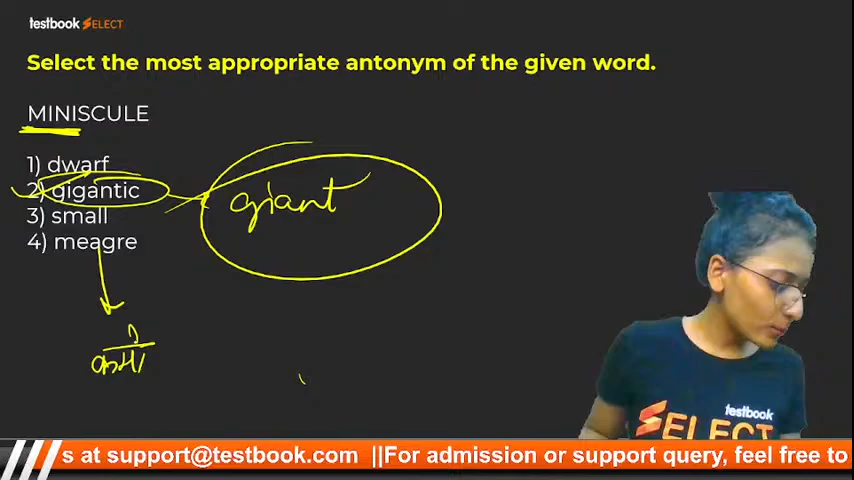 testbook SELECT
Select the most appropriate antonym of the given word.
MINISCULE
1) dwarf
2) gigantic
giant
3) small
4) meagre
testbook
SELECT
s at support@testbook.com ||For admission or support query, feel free to